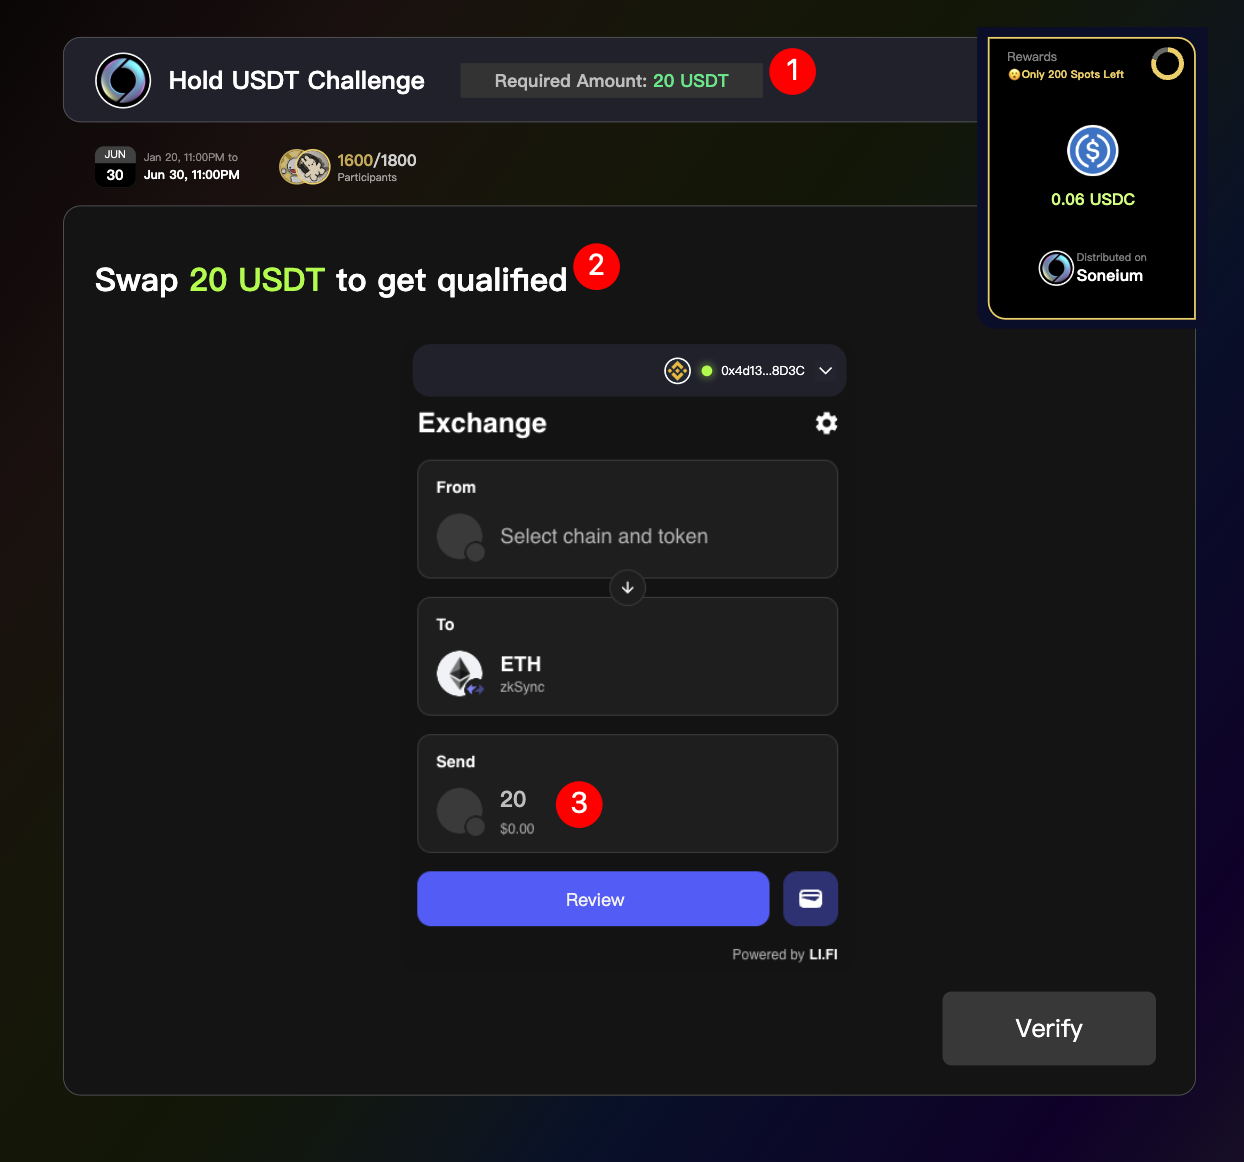 Hold USDT Challenge
Required Amount: 20 USDT
1
Rewards
😮Only 200 Spots Left
0.06 USDC
Distributed on
Soneium
JUN
30
Jan 20, 11:00PM to
Jun 30, 11:00PM
1600/1800
Participants
Swap 20 USDT to get qualified
2
0x4d13...8D3C
Exchange
From
Select chain and token
To
ETH
zkSync
Send
20
$0.00
3
Review
Powered by LI.FI
Verify